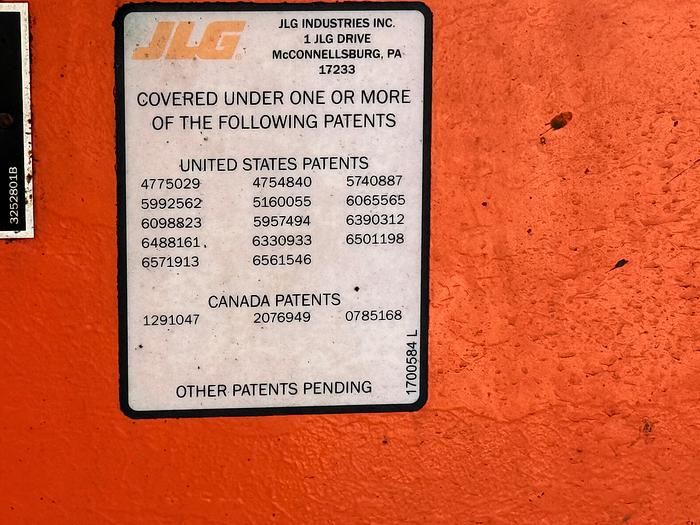 JLG
JLG INDUSTRIES INC.
1 JLG DRIVE
McCONNELLSBURG, PA
17233
COVERED UNDER ONE OR MORE
OF THE FOLLOWING PATENTS
UNITED STATES PATENTS
4775029 4754840 5740887
5992562 5160055 6065565
6098823 5957494 6390312
6488161 6330933 6501198
6571913 6561546
CANADA PATENTS
1291047 2076949 0785168
OTHER PATENTS PENDING
1700584 L
3252801B